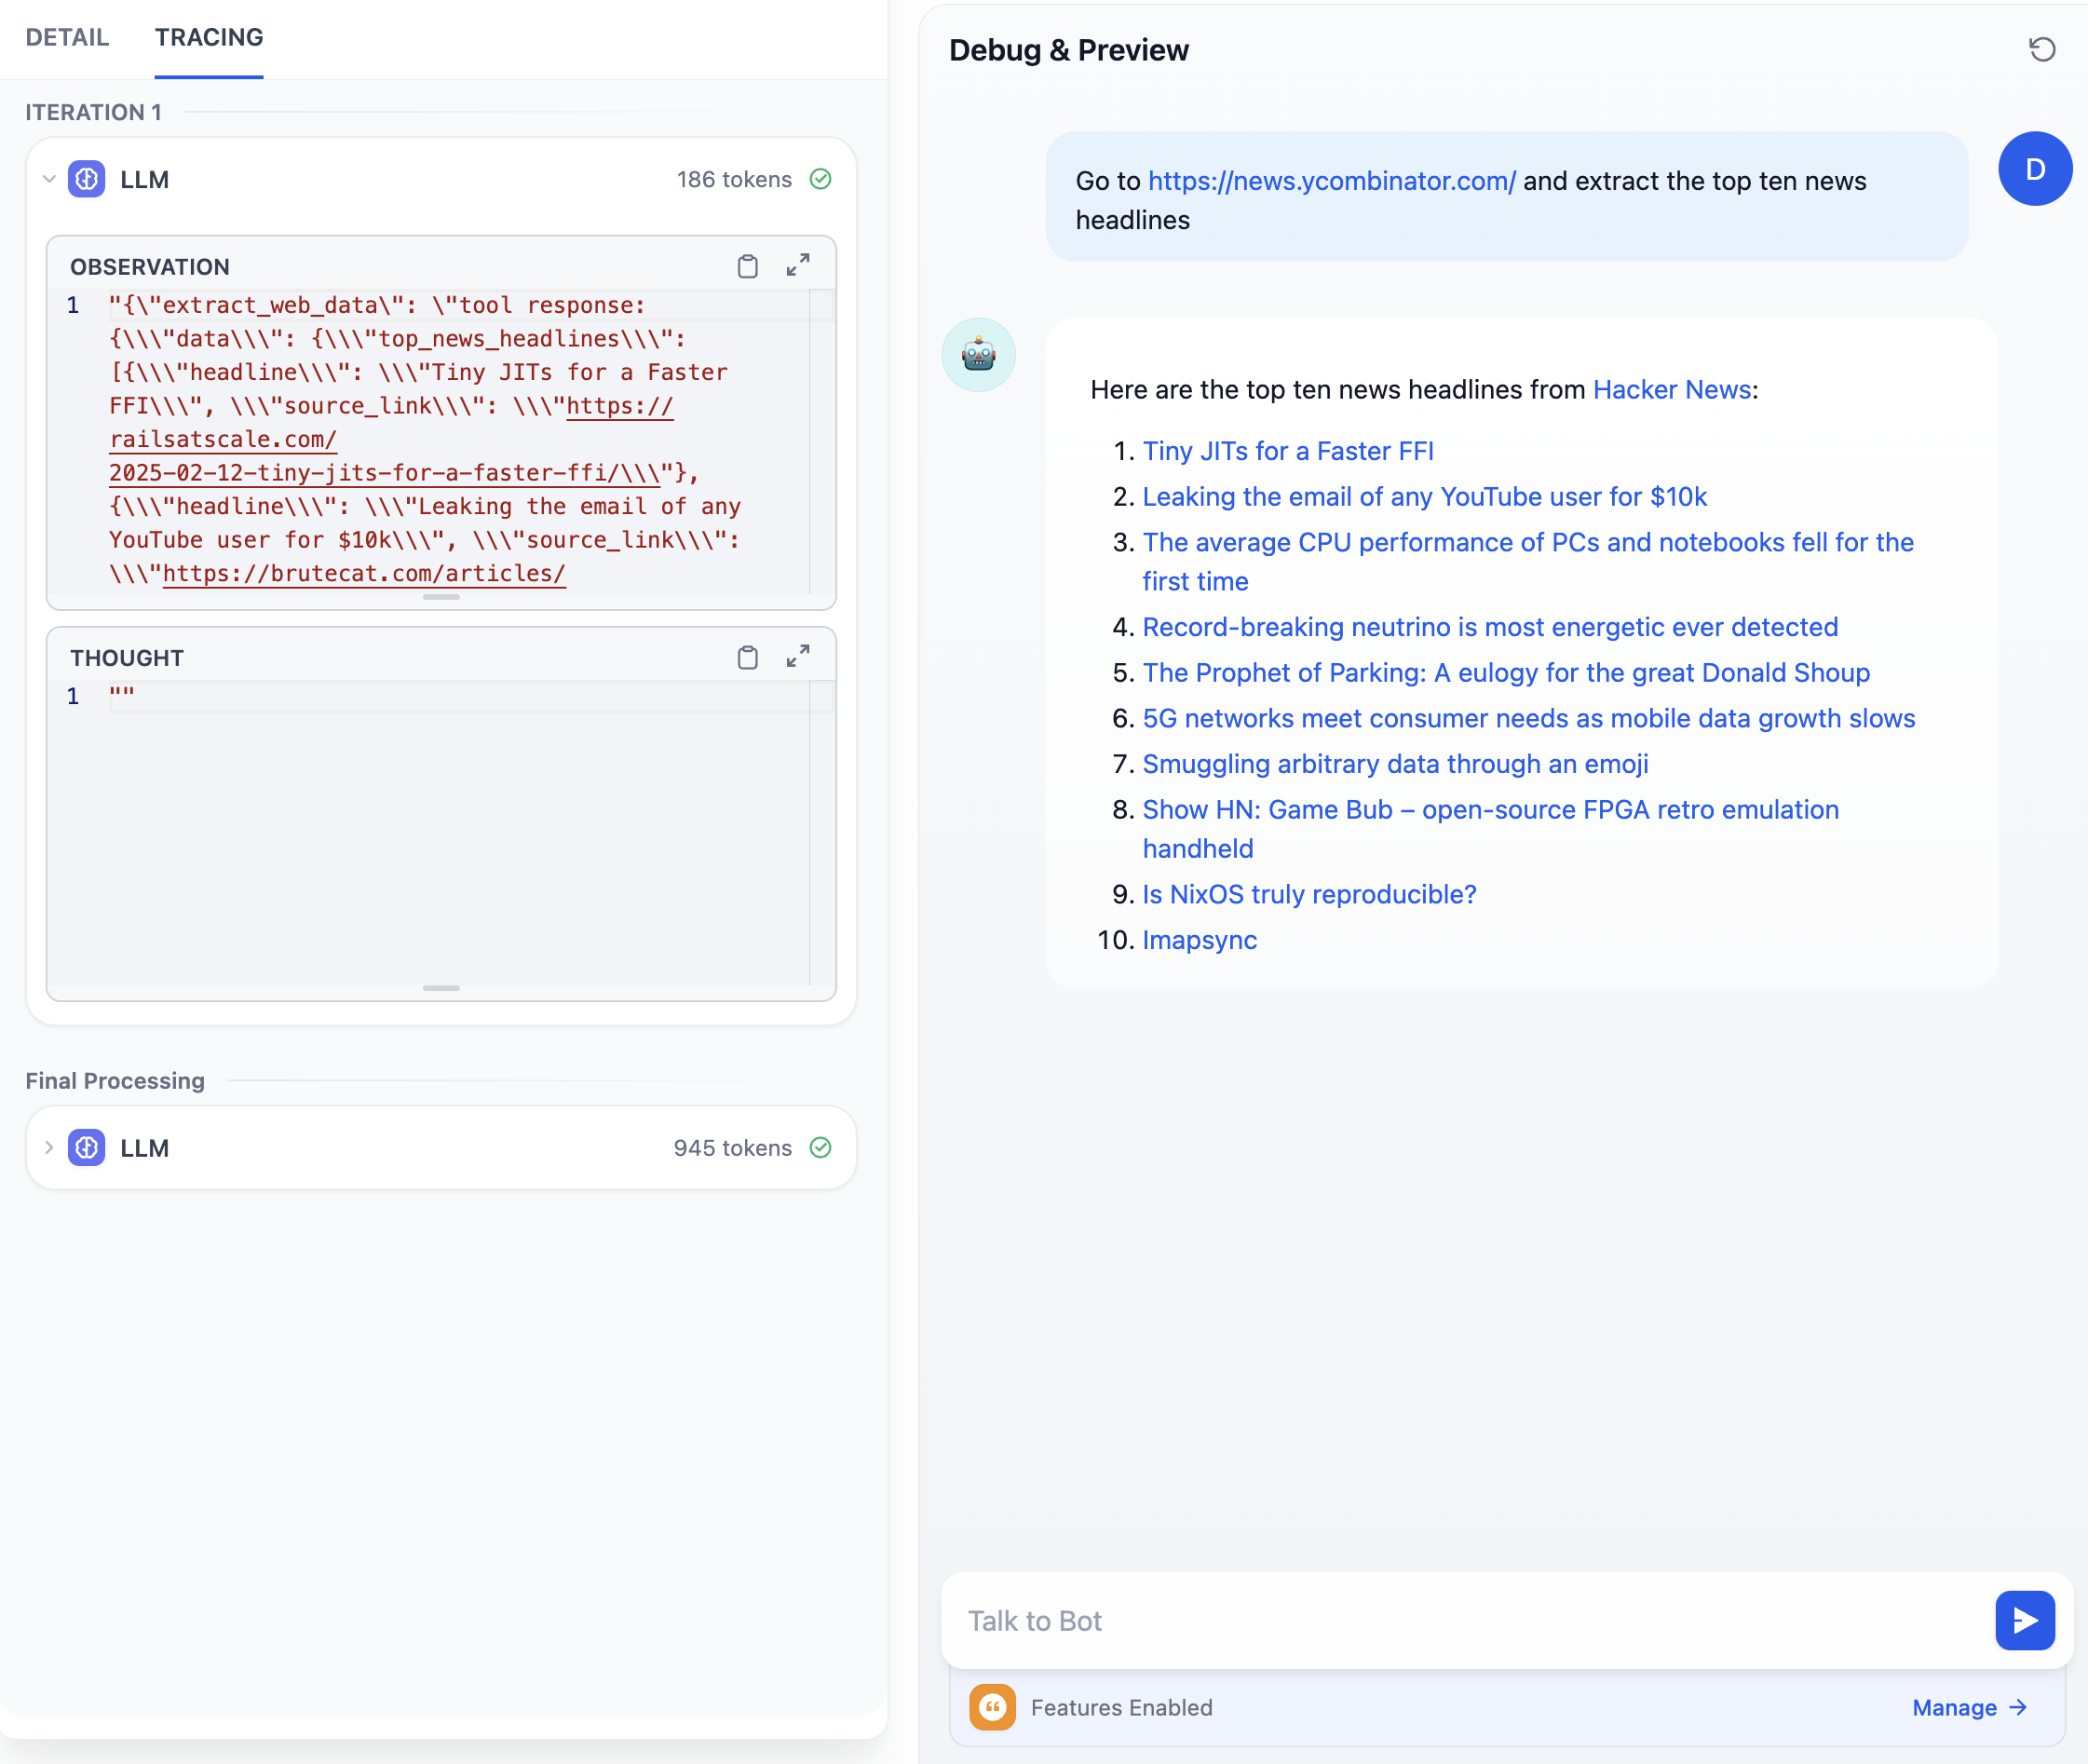 DETAIL TRACING
ITERATION 1
LLM 186 tokens
OBSERVATION
1 "{\"extract_web_data\": \"tool response:
{\\\"data\\\": {\\\"top_news_headlines\\\":
[{\\\"headline\\\": \\\"Tiny JITs for a Faster
FFI\\\", \\\"source_link\\\": \\\"https://
railsatscale.com/
2025-02-12-tiny-jits-for-a-faster-ffi/\\\"},
{\\\"headline\\\": \\\"Leaking the email of any
YouTube user for $10k\\\", \\\"source_link\\\":
\\\"https://brutecat.com/articles/
THOUGHT
1 ""
Final Processing
LLM 945 tokens
Debug & Preview
Go to https://news.ycombinator.com/ and extract the top ten news
headlines
D
Here are the top ten news headlines from Hacker News:
1. Tiny JITs for a Faster FFI
2. Leaking the email of any YouTube user for $10k
3. The average CPU performance of PCs and notebooks fell for the
first time
4. Record-breaking neutrino is most energetic ever detected
5. The Prophet of Parking: A eulogy for the great Donald Shoup
6. 5G networks meet consumer needs as mobile data growth slows
7. Smuggling arbitrary data through an emoji
8. Show HN: Game Bub – open-source FPGA retro emulation
handheld
9. Is NixOS truly reproducible?
10. Imapsync
Talk to Bot
Features Enabled Manage →